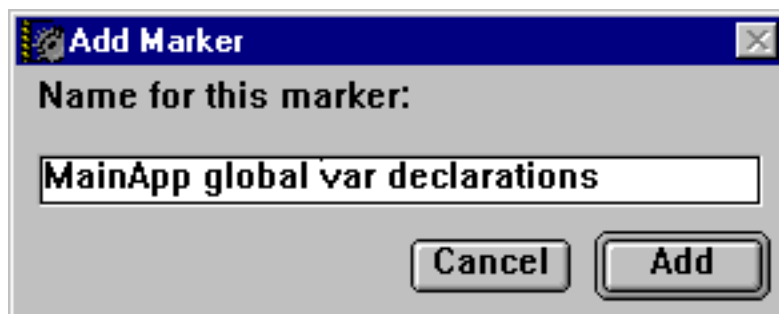 Add Marker
Name for this marker:
MainApp global var declarations
Cancel Add